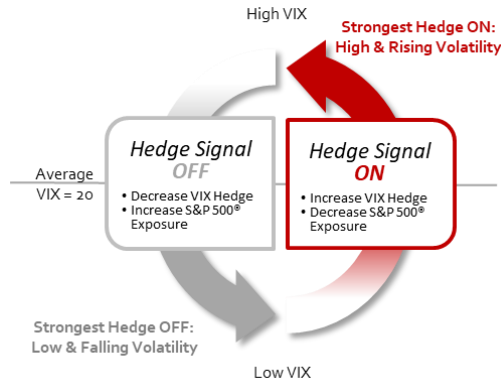 High VIX
Strongest Hedge ON:
High & Rising Volatility
Hedge Signal
OFF
• Decrease VIX Hedge
• Increase S&P 500®
Exposure
Hedge Signal
ON
• Increase VIX Hedge
• Decrease S&P 500®
Exposure
Average
VIX = 20
Strongest Hedge OFF:
Low & Falling Volatility
Low VIX